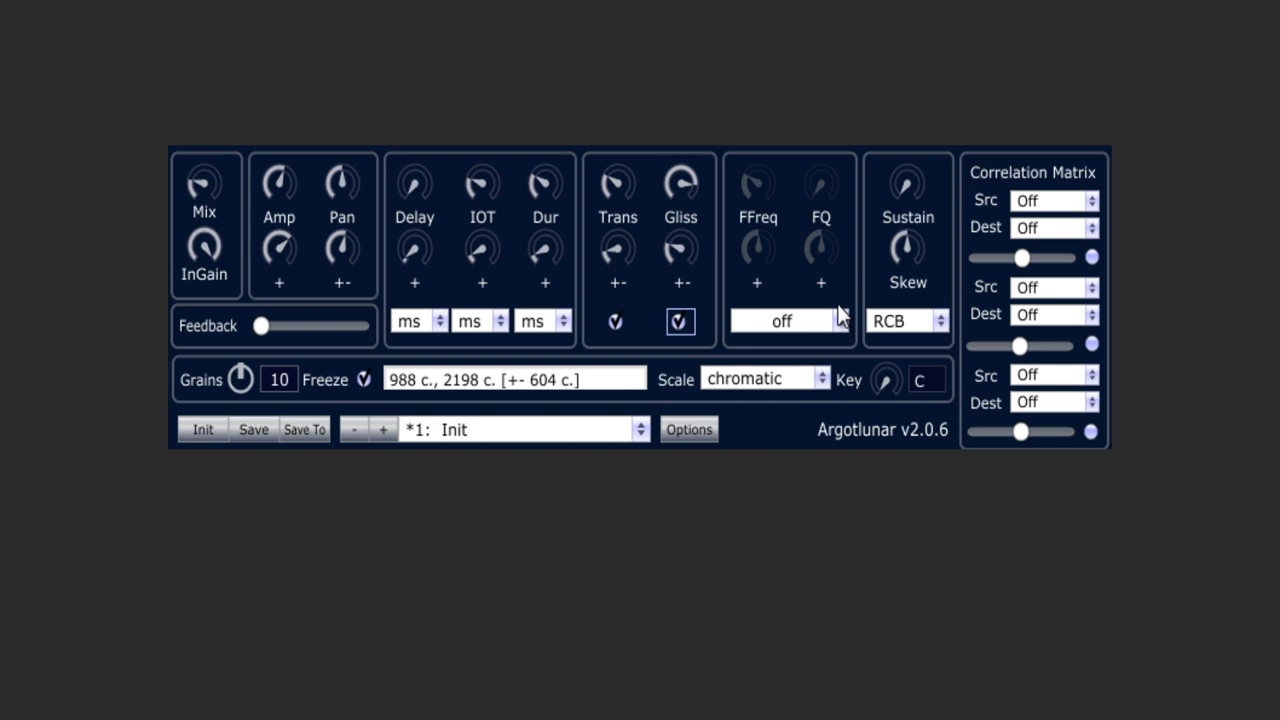 Mix
InGain
Amp Pan
+ +-
Delay IOT Dur
+ + +
ms ms ms
Trans Gliss
+- +-
FFreq FQ
+ +
off
Sustain
Skew
RCB
Correlation Matrix
Src Off
Dest Off
Src Off
Dest Off
Src Off
Dest Off
Feedback
Grains 10 Freeze 988 c., 2198 c. [+- 604 c.] Scale chromatic Key C
Init Save Save To - + *1: Init Options Argotlunar v2.0.6